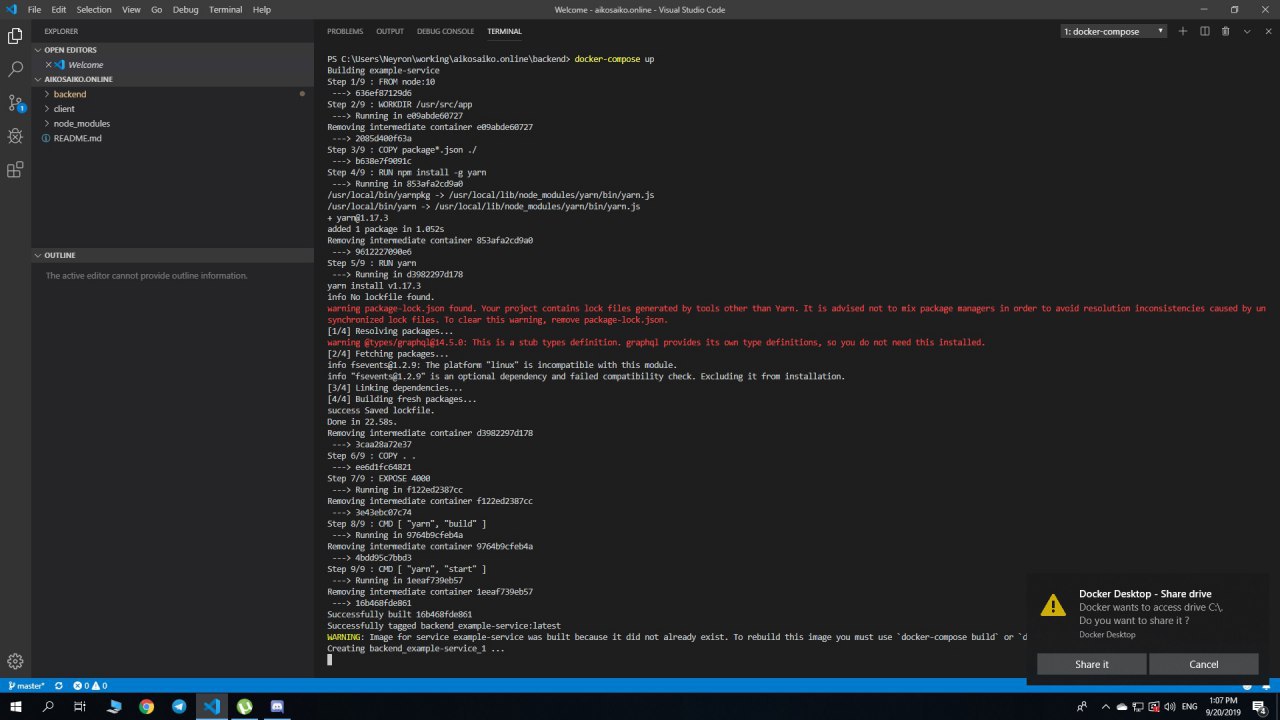 File Edit Selection View Go Debug Terminal Help
Welcome - aikosaiko.online - Visual Studio Code
EXPLORER
OPEN EDITORS
Welcome
AIKOSAIKO.ONLINE
backend
client
node_modules
README.md
OUTLINE
The active editor cannot provide outline information.
PROBLEMS OUTPUT DEBUG CONSOLE TERMINAL
1: docker-compose
PS C:\Users\Neyron\working\aikosaiko.online\backend> docker-compose up
Building example-service
Step 1/9 : FROM node:10
---> 636ef87129d6
Step 2/9 : WORKDIR /usr/src/app
---> Running in e09abde60727
Removing intermediate container e09abde60727
---> 2085d400f63a
Step 3/9 : COPY package*.json ./
---> b638e7f9091c
Step 4/9 : RUN npm install -g yarn
---> Running in 853afa2cd9a0
/usr/local/bin/yarnpkg -> /usr/local/lib/node_modules/yarn/bin/yarn.js
/usr/local/bin/yarn -> /usr/local/lib/node_modules/yarn/bin/yarn.js
+ yarn@1.17.3
added 1 package in 1.052s
Removing intermediate container 853afa2cd9a0
---> 9612227090e6
Step 5/9 : RUN yarn
---> Running in d3982297d178
yarn install v1.17.3
info No lockfile found.
warning package-lock.json found. Your project contains lock files generated by tools other than Yarn. It is advised not to mix package managers in order to avoid resolution inconsistencies caused by un
synchronized lock files. To clear this warning, remove package-lock.json.
[1/4] Resolving packages...
warning @types/graphql@14.5.0: This is a stub types definition. graphql provides its own type definitions, so you do not need this installed.
[2/4] Fetching packages...
info fsevents@1.2.9: The platform "linux" is incompatible with this module.
info "fsevents@1.2.9" is an optional dependency and failed compatibility check. Excluding it from installation.
[3/4] Linking dependencies...
[4/4] Building fresh packages...
success Saved lockfile.
Done in 22.58s.
Removing intermediate container d3982297d178
---> 3caa28a72e37
Step 6/9 : COPY . .
---> ee6d1fc64821
Step 7/9 : EXPOSE 4000
---> Running in f122ed2387cc
Removing intermediate container f122ed2387cc
---> 3e43ebc07c74
Step 8/9 : CMD [ "yarn", "build" ]
---> Running in 9764b9cfeb4a
Removing intermediate container 9764b9cfeb4a
---> 4bdd95c7bbd3
Step 9/9 : CMD [ "yarn", "start" ]
---> Running in 1eeaf739eb57
Removing intermediate container 1eeaf739eb57
---> 16b468fde861
Successfully built 16b468fde861
Successfully tagged backend_example-service:latest
WARNING: Image for service example-service was built because it did not already exist. To rebuild this image you must use `docker-compose build` or `d
Creating backend_example-service_1 ...
Docker Desktop - Share drive
Docker wants to access drive C:\.
Do you want to share it ?
Docker Desktop
Share it Cancel
master* 0 0
ENG
1:07 PM
9/20/2019